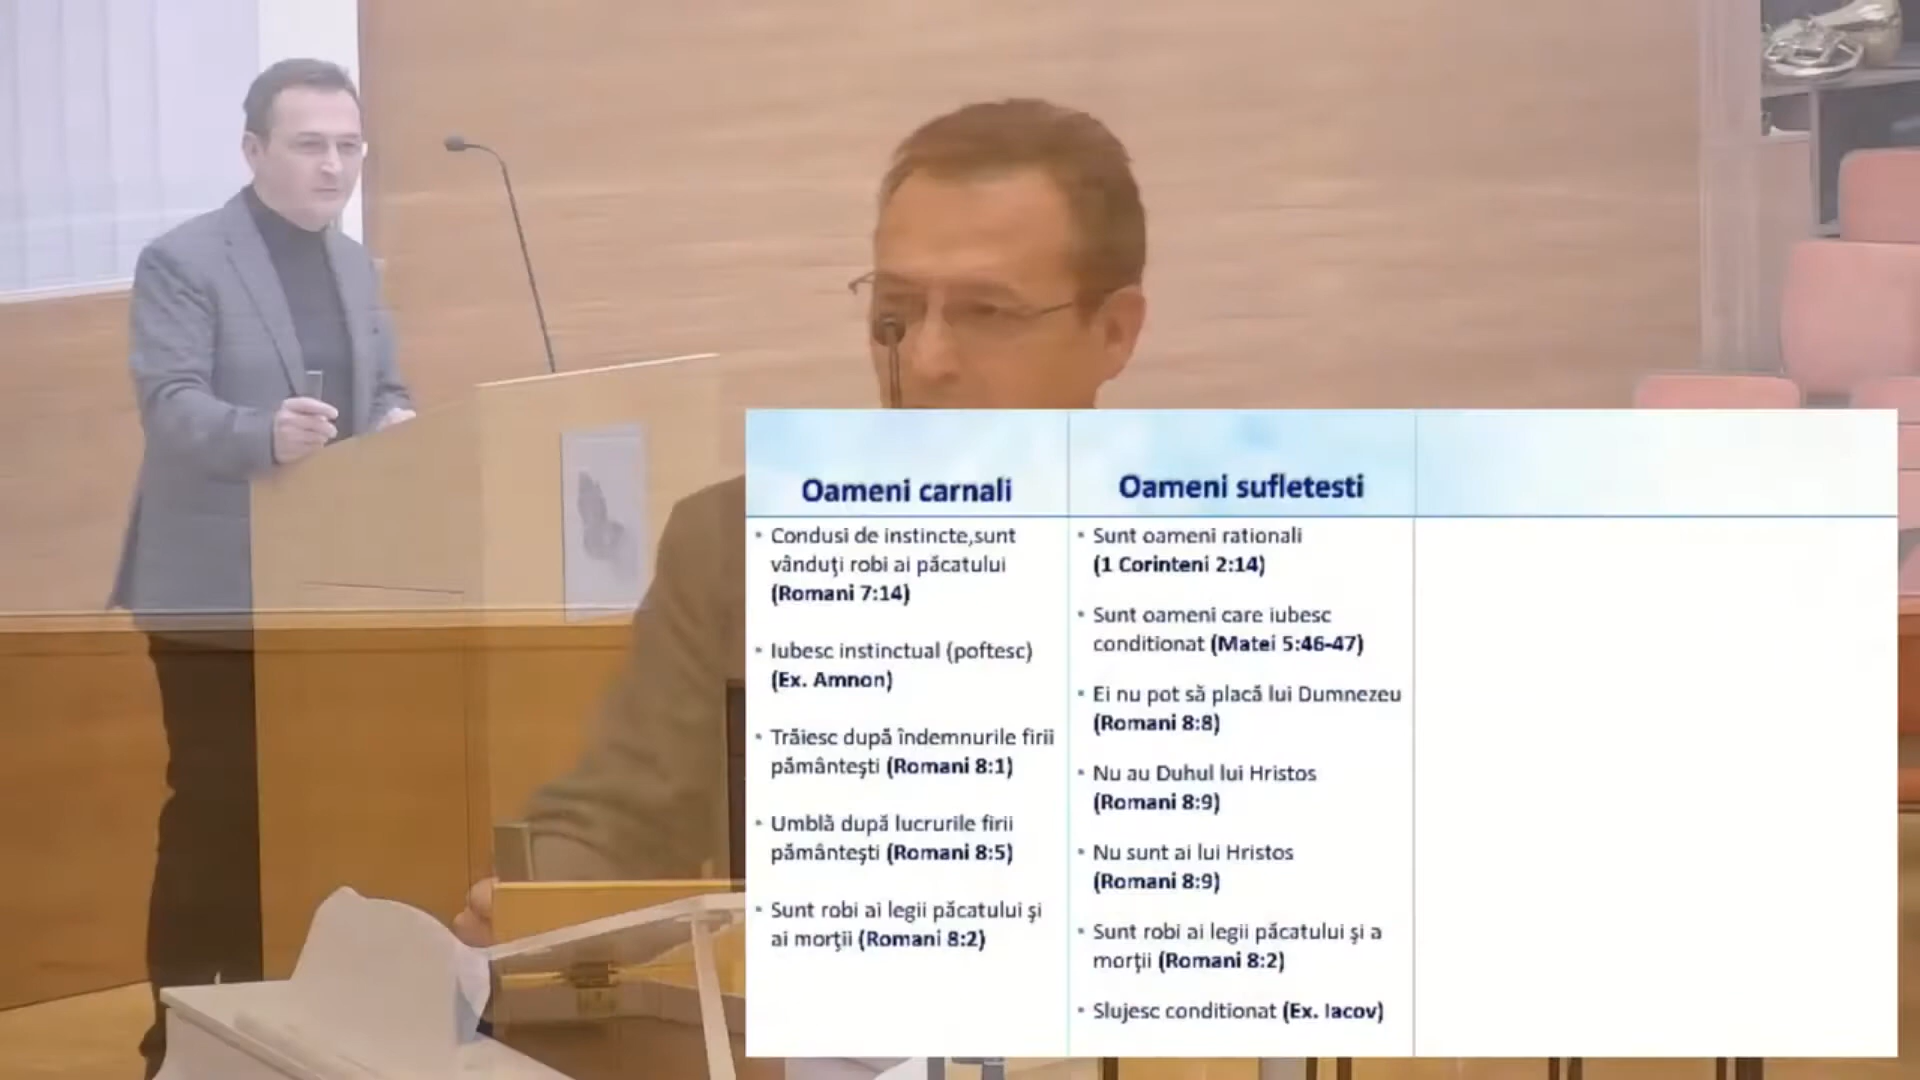 Oameni carnali
Condusi de instincte,sunt
vânduţi robi ai păcatului
(Romani 7:14)
Iubesc instinctual (poftesc)
(Ex. Amnon)
Trăiesc după îndemnurile firii
pământeşti (Romani 8:1)
Umblă după lucrurile firii
pământeşti (Romani 8:5)
Sunt robi ai legii păcatului şi
ai morţii (Romani 8:2)
Oameni sufletesti
Sunt oameni rationali
(1 Corinteni 2:14)
Sunt oameni care iubesc
conditionat (Matei 5:46-47)
Ei nu pot să placă lui Dumnezeu
(Romani 8:8)
Nu au Duhul lui Hristos
(Romani 8:9)
Nu sunt ai lui Hristos
(Romani 8:9)
Sunt robi ai legii păcatului şi a
morţii (Romani 8:2)
Slujesc conditionat (Ex. Iacov)